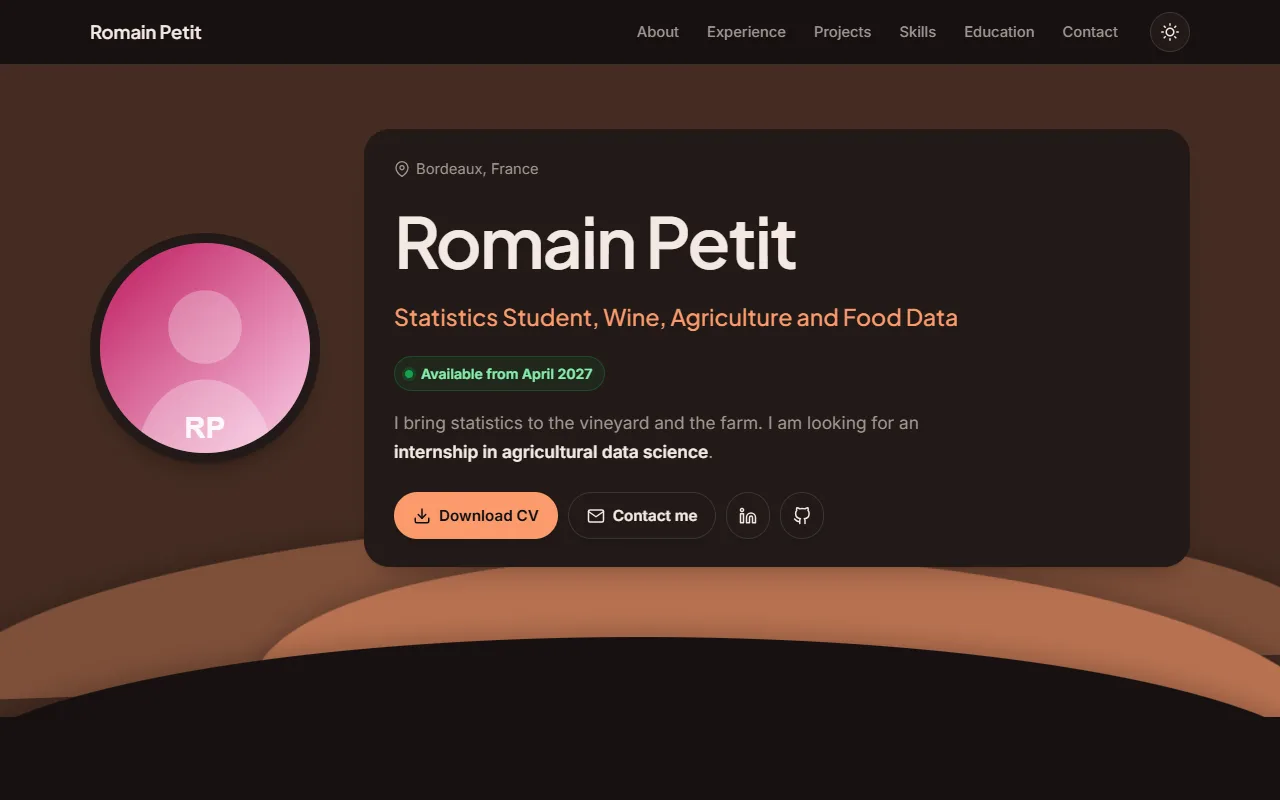 Romain Petit
About Experience Projects Skills Education Contact
Bordeaux, France
Romain Petit
Statistics Student, Wine, Agriculture and Food Data
Available from April 2027
I bring statistics to the vineyard and the farm. I am looking for an
internship in agricultural data science.
RP
Download CV Contact me